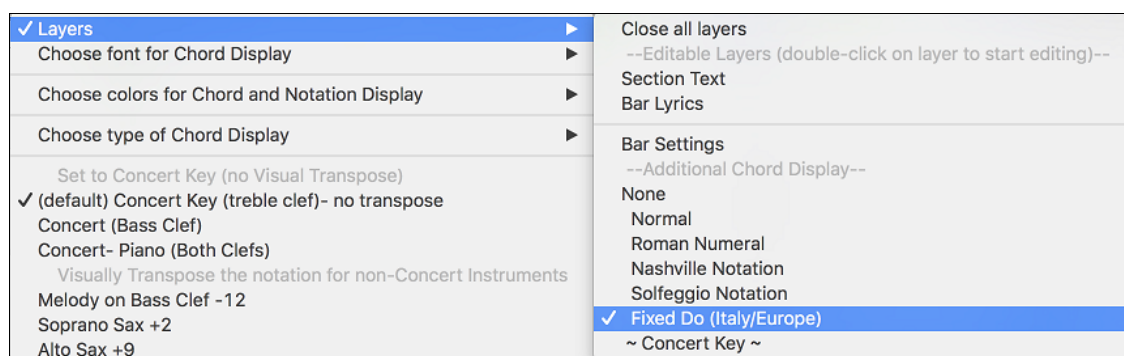 ✓ Layers ▶
Choose font for Chord Display ▶
Choose colors for Chord and Notation Display ▶
Choose type of Chord Display ▶
Set to Concert Key (no Visual Transpose)
✓ (default) Concert Key (treble clef)- no transpose
Concert (Bass Clef)
Concert- Piano (Both Clefs)
Visually Transpose the notation for non-Concert Instruments
Melody on Bass Clef -12
Soprano Sax +2
Alto Sax +9
Close all layers
--Editable Layers (double-click on layer to start editing)--
Section Text
Bar Lyrics
Bar Settings
--Additional Chord Display--
None
Normal
Roman Numeral
Nashville Notation
Solfeggio Notation
✓ Fixed Do (Italy/Europe)
~ Concert Key ~